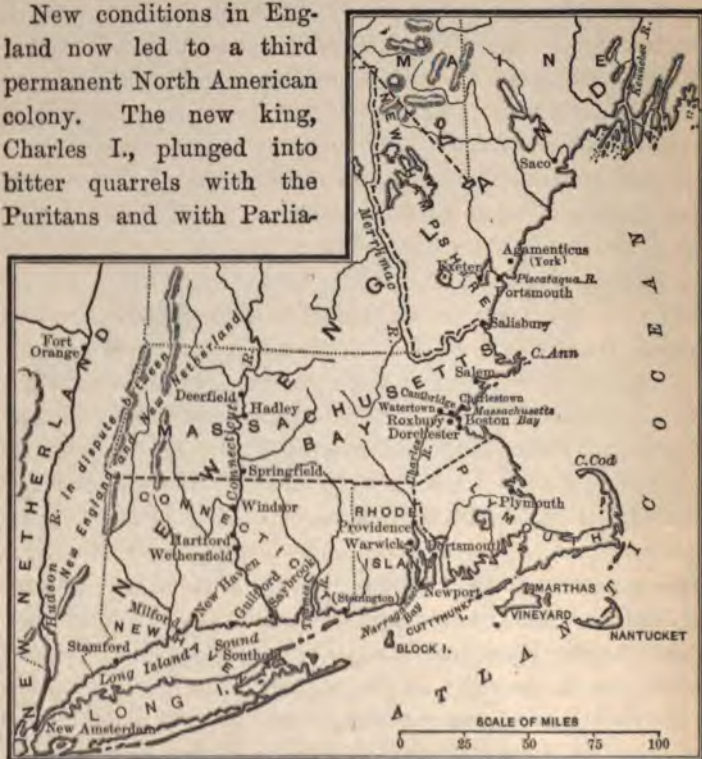 New conditions in Eng-
land now led to a third
permanent North American
colony. The new king,
Charles I., plunged into
bitter quarrels with the
Puritans and with Parlia-
MAINE
Kennebec R.
NEW HAMPSHIRE
Saco
Merrimac R.
Agamenticus
(York)
Exeter
Piscataqua R.
Portsmouth
Salisbury
NEW ENGLAND
Fort
Orange
C. Ann
Salem
Deerfield
Hadley
Cambridge
Charlestown
Watertown
Massachusetts
Bay
Roxbury
Boston
Dorchester
MASSACHUSETTS
BAY
Charles R.
Connecticut R.
Springfield
C. Cod
PLYMOUTH
Plymouth
CONNECTICUT
Windsor
RHODE
ISLAND
Providence
Hartford
Warwick
Wethersfield
Portsmouth
NEW NETHERLAND
Hudson R.
In dispute between
New England and New Netherland
New Haven
Guilford
Saybrook
Thames R.
(Stonington)
Newport
Narragansett
Bay
CUTTYHUNK I.
MARTHAS
VINEYARD
NANTUCKET
Milford
NEW HAVEN
Stamford
Long Island Sound
Southold
BLOCK I.
LONG I.
New Amsterdam
ATLANTIC OCEAN
SCALE OF MILES
0 25 50 75 100